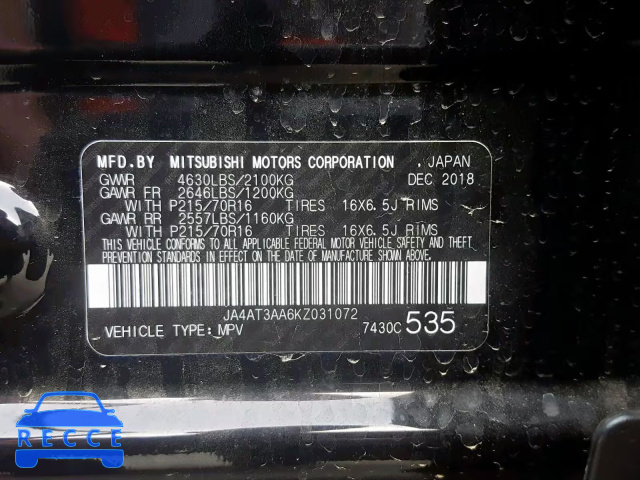 MFD.BY MITSUBISHI MOTORS CORPORATION , JAPAN
GVWR 4630LBS/2100KG DEC 2018
GAWR FR 2646LBS/1200KG
WITH P215/70R16 TIRES 16X6.5J RIMS
GAWR RR 2557LBS/1160KG
WITH P215/70R16 TIRES 16X6.5J RIMS
THIS VEHICLE CONFORMS TO ALL APPLICABLE FEDERAL MOTOR VEHICLE SAFETY AND THEFT
PREVENTION STANDARDS IN EFFECT ON THE DATE OF MANUFACTURE SHOWN ABOVE.
JA4AT3AA6KZ031072
VEHICLE TYPE:MPV 7430C 535
RECCE